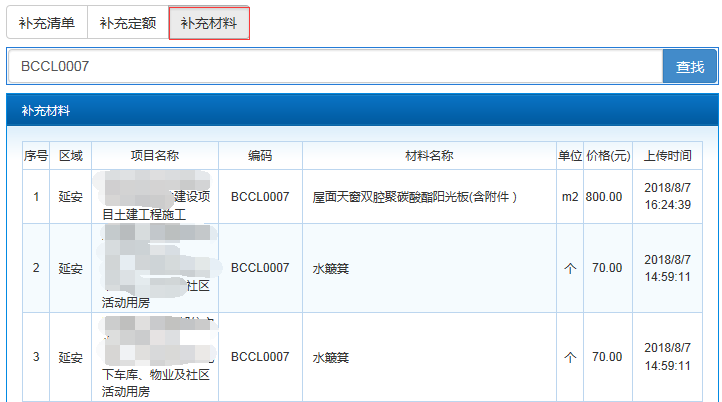 补充清单 补充定额 补充材料
BCCL0007 查找
补充材料
序号 区域 项目名称 编码 材料名称 单位 价格(元) 上传时间
建设项
1 延安 目土建工程施工 BCCL0007 屋面天窗双腔聚碳酸酯阳光板(含附件) m2 800.00 2018/8/7
16:24:39
2 延安 社区 BCCL0007 水簸箕 个 70.00 2018/8/7
活动用房 14:59:11
3 延安 BCCL0007 水簸箕 个 70.00 2018/8/7
下车库、物业及社区 14:59:11
活动用房